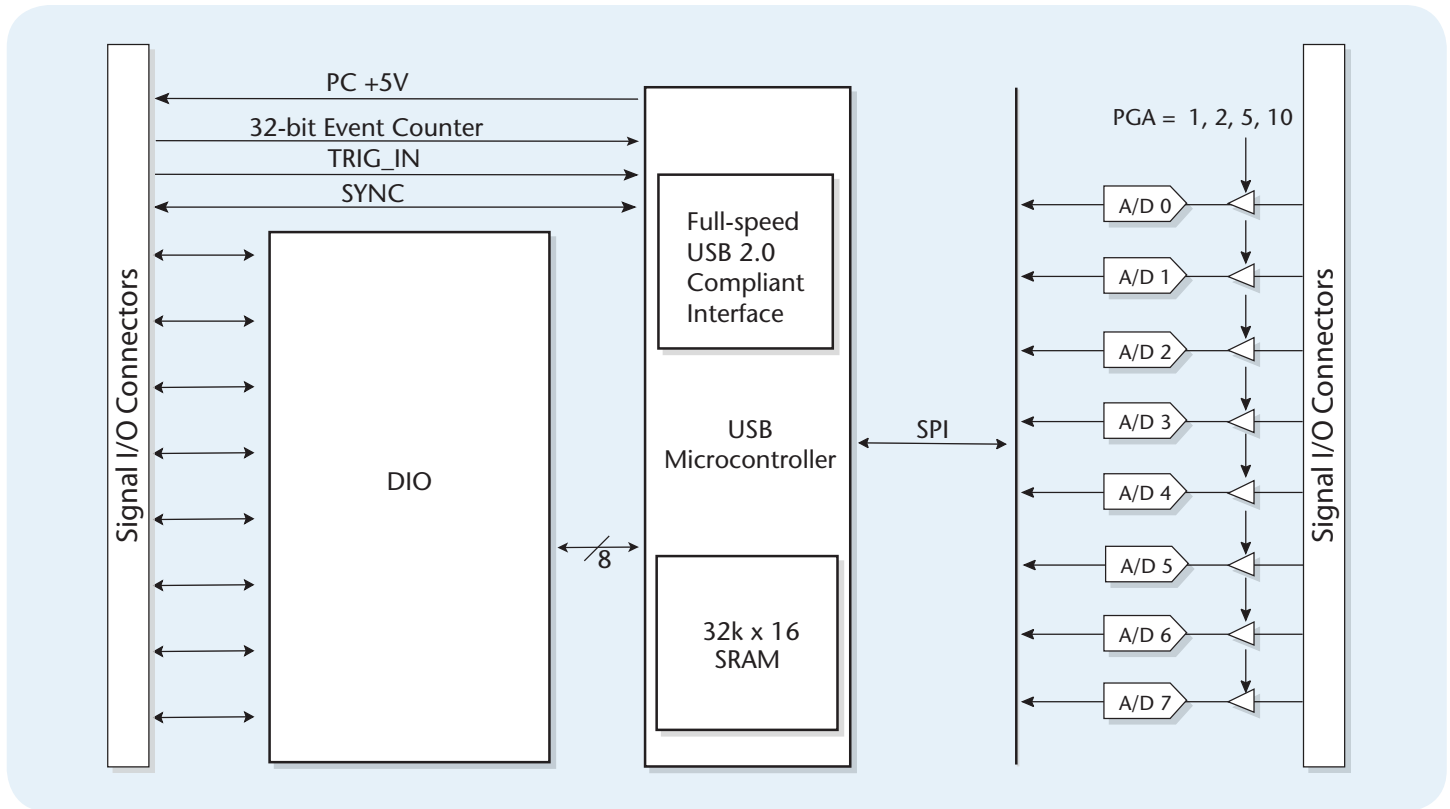 Signal I/O Connectors
PC +5V
32-bit Event Counter
TRIG_IN
SYNC
DIO
8
Full-speed
USB 2.0
Compliant
Interface
USB
Microcontroller
32k x 16
SRAM
SPI
PGA = 1, 2, 5, 10
A/D 0
A/D 1
A/D 2
A/D 3
A/D 4
A/D 5
A/D 6
A/D 7
Signal I/O Connectors